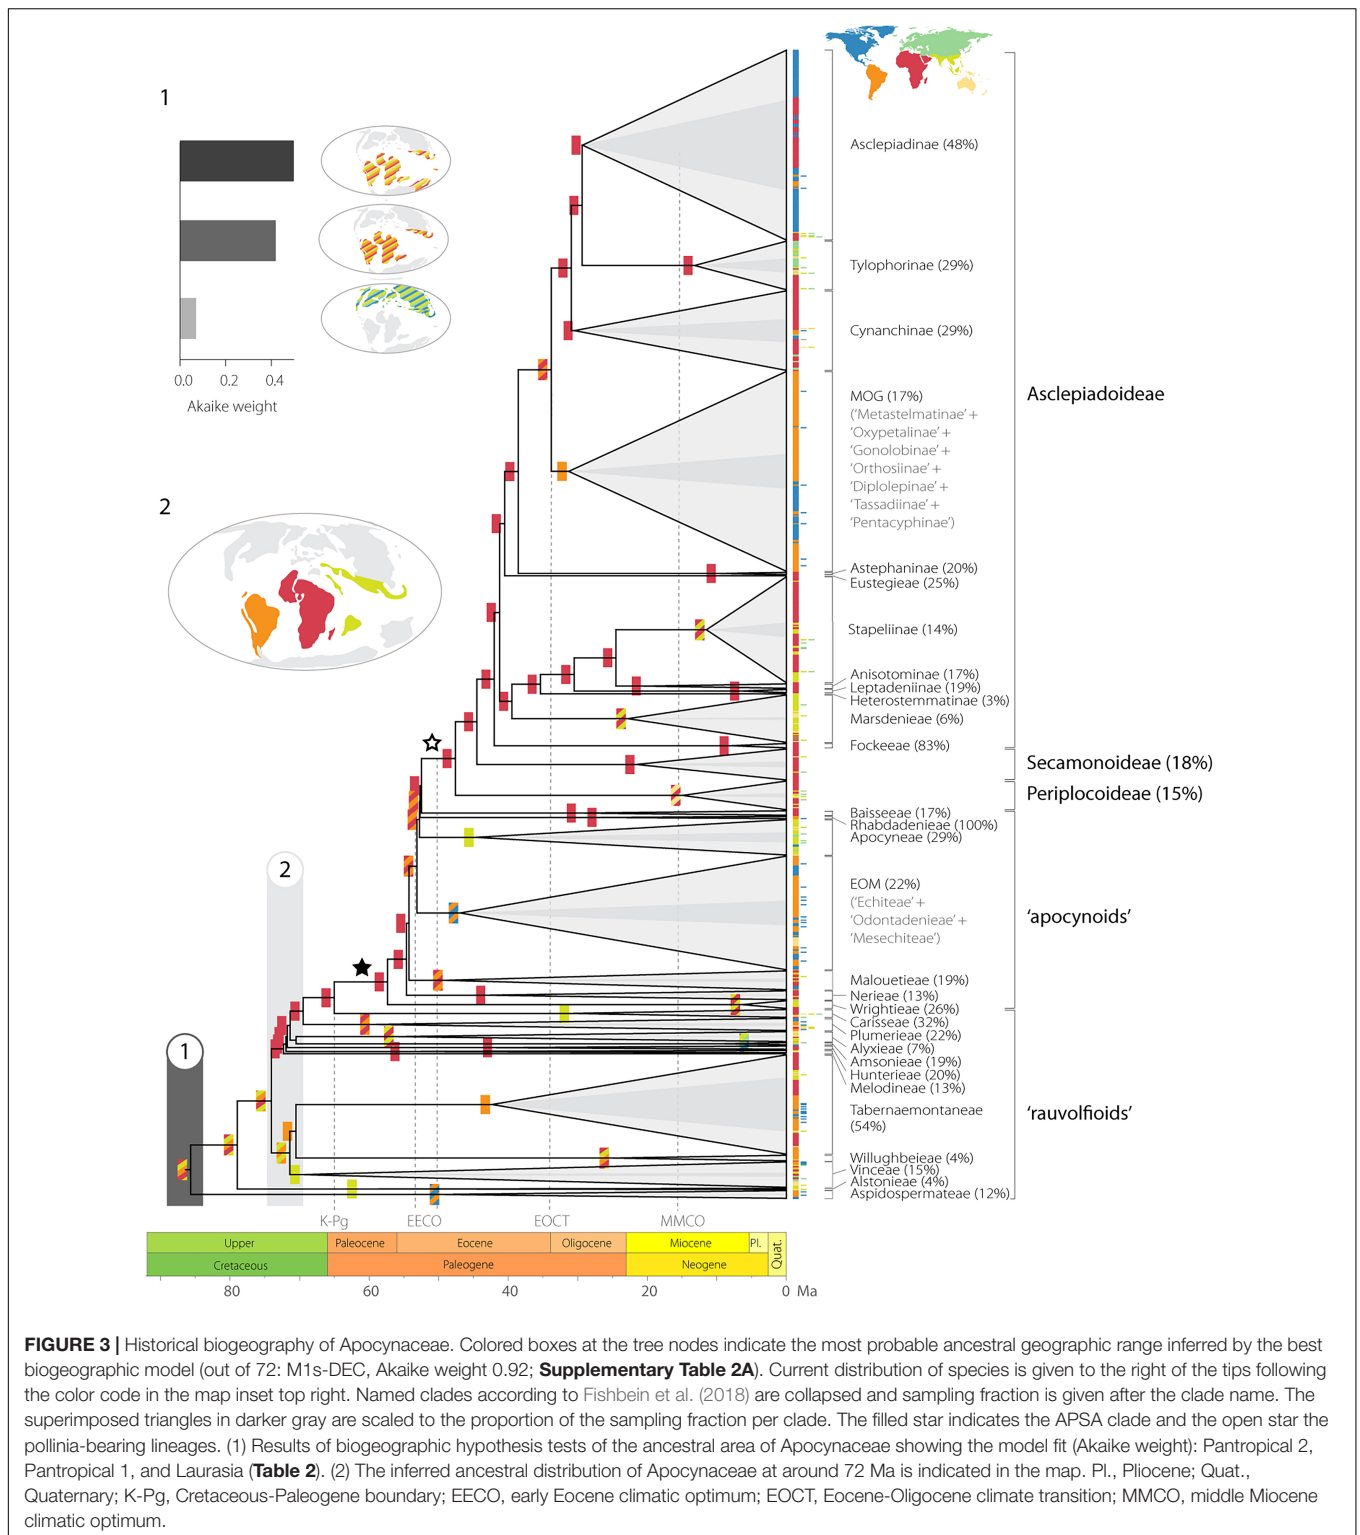 1
0.0 0.2 0.4
Akaike weight
2
Asclepiadinae (48%)
Tylophorinae (29%)
Cynanchinae (29%)
MOG (17%)
('Metastelmatinae' +
'Oxypetalinae' +
'Gonolobinae' +
'Orthosiinae' +
'Diplolepinae' +
'Tassadiinae' +
'Pentacyphinae')
Astephaninae (20%)
Eustegieae (25%)
Stapeliinae (14%)
Anisotominae (17%)
Leptadeniinae (19%)
Heterostemmatinae (3%)
Marsdenieae (6%)
Fockeeae (83%)
Asclepiadoideae
Secamonoideae (18%)
Periplocoideae (15%)
Baisseeae (17%)
Rhabdadenieae (100%)
Apocyneae (29%)
EOM (22%)
('Echiteae' +
'Odontadenieae' +
'Mesechiteae')
Malouetieae (19%)
Nerieae (13%)
Wrightieae (26%)
'apocynoids'
Carisseae (32%)
Plumerieae (22%)
Alyxieae (7%)
Amsonieae (19%)
Hunterieae (20%)
Melodineae (13%)
Tabernaemontaneae
(54%)
Willughbeieae (4%)
Vinceae (15%)
Alstonieae (4%)
Aspidospermateae (12%)
'rauvolfioids'
2
1
K-Pg EECO EOCT MMCO
Upper Paleocene Eocene Oligocene Miocene Pl. Quat.
Cretaceous Paleogene Neogene
80 60 40 20 0 Ma
FIGURE 3 | Historical biogeography of Apocynaceae. Colored boxes at the tree nodes indicate the most probable ancestral geographic range inferred by the best
biogeographic model (out of 72: M1s-DEC, Akaike weight 0.92; Supplementary Table 2A). Current distribution of species is given to the right of the tips following
the color code in the map inset top right. Named clades according to Fishbein et al. (2018) are collapsed and sampling fraction is given after the clade name. The
superimposed triangles in darker gray are scaled to the proportion of the sampling fraction per clade. The filled star indicates the APSA clade and the open star the
pollinia-bearing lineages. (1) Results of biogeographic hypothesis tests of the ancestral area of Apocynaceae showing the model fit (Akaike weight): Pantropical 2,
Pantropical 1, and Laurasia (Table 2). (2) The inferred ancestral distribution of Apocynaceae at around 72 Ma is indicated in the map. Pl., Pliocene; Quat.,
Quaternary; K-Pg, Cretaceous-Paleogene boundary; EECO, early Eocene climatic optimum; EOCT, Eocene-Oligocene climate transition; MMCO, middle Miocene
climatic optimum.